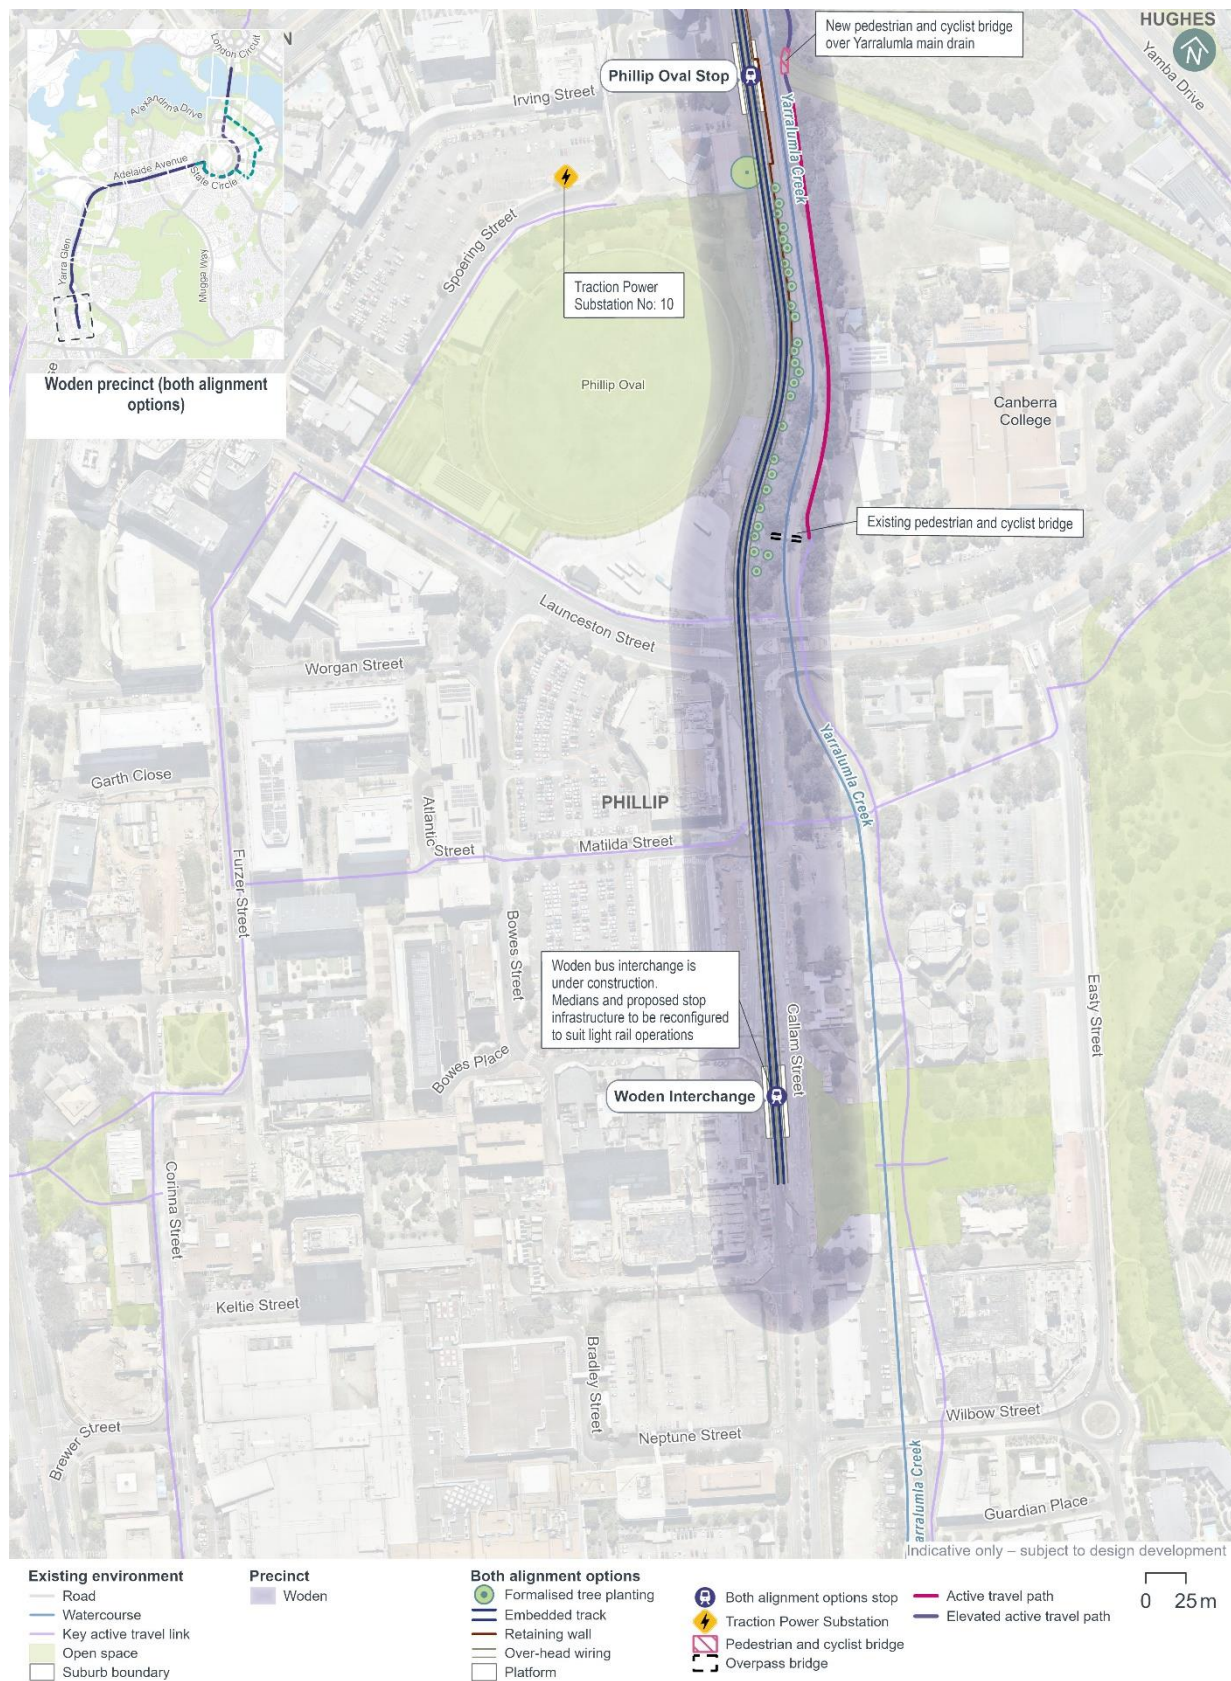 HUGHES
N
New pedestrian and cyclist bridge
over Yarralumla main drain
Yamba Drive
London Circuit
Alexandrina Drive
Adelaide Avenue
State Circle
Yarra Glen
Mugga Way
Woden precinct (both alignment
options)
Phillip Oval Stop
Irving Street
Yarralumla Creek
Spoering Street
Traction Power
Substation No: 10
Phillip Oval
Canberra
College
Existing pedestrian and cyclist bridge
Launceston Street
Worgan Street
Yarralumla Creek
Garth Close
Atlantic
Street
PHILLIP
Matilda Street
Furzer Street
Bowes Street
Woden bus interchange is
under construction.
Medians and proposed stop
infrastructure to be reconfigured
to suit light rail operations
Callam Street
Easty Street
Bowes Place
Woden Interchange
Corinna Street
Keltie Street
Bradley Street
Brewer Street
Neptune Street
Wilbow Street
arralumla Creek
Guardian Place
Indicative only – subject to design development
Existing environment
Road
Watercourse
Key active travel link
Open space
Suburb boundary
Precinct
Woden
Both alignment options
Formalised tree planting
Embedded track
Retaining wall
Over-head wiring
Platform
Both alignment options stop
Traction Power Substation
Pedestrian and cyclist bridge
Overpass bridge
Active travel path
Elevated active travel path
0 25m